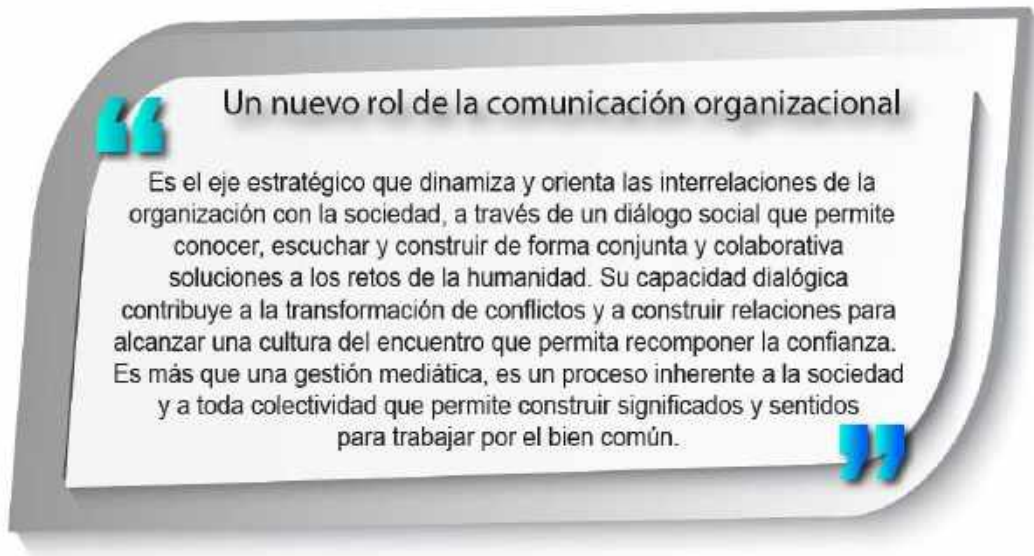 Un nuevo rol de la comunicación organizacional
“
Es el eje estratégico que dinamiza y orienta las interrelaciones de la
organización con la sociedad, a través de un diálogo social que permite
conocer, escuchar y construir de forma conjunta y colaborativa
soluciones a los retos de la humanidad. Su capacidad dialógica
contribuye a la transformación de conflictos y a construir relaciones para
alcanzar una cultura del encuentro que permita recomponer la confianza.
Es más que una gestión mediática, es un proceso inherente a la sociedad
y a toda colectividad que permite construir significados y sentidos
para trabajar por el bien común.
”